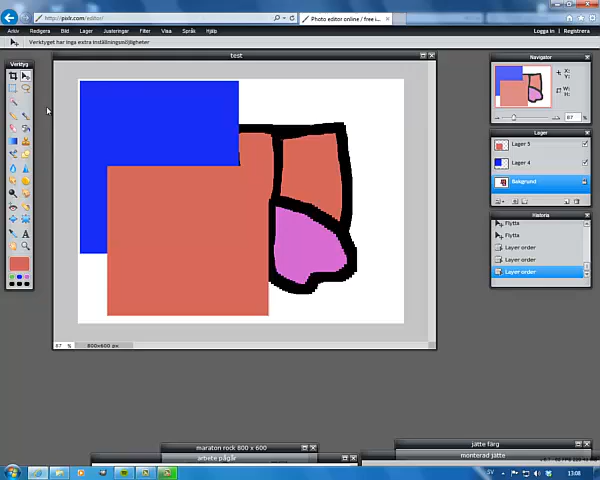 http://pixlr.com/editor/
Photo editor online / free i...
Arkiv Redigera Bild Lager Justeringar Filter Visa Språk Hjälp
Logga in | Registrera
Verktyget har inga extra inställningsmöjligheter
Verktyg
test
87 % 800x600 px
Navigator
X:
Y:
W:
H:
87 %
Lager
Lager 5
Lager 4
Bakgrund
Historia
Flytta
Flytta
Layer order
Layer order
Layer order
maraton rock 800 x 600
arbete pågår
jätte färg
monterad jätte
SV
13:08